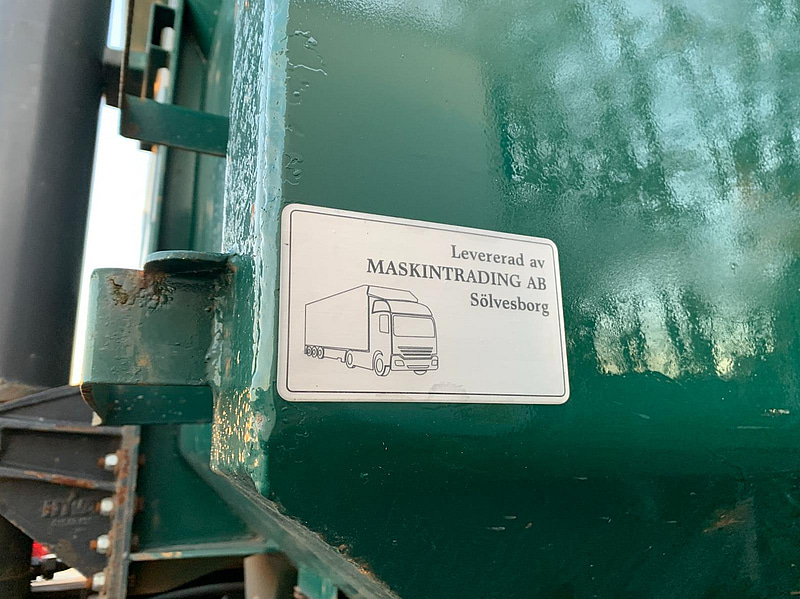 Levererad av
MASKINTRADING AB
Sölvesborg